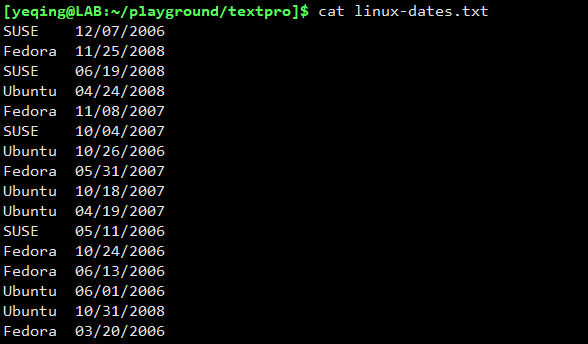 [yeqing@LAB:~/playground/textpro]$ cat linux-dates.txt
SUSE    12/07/2006
Fedora  11/25/2008
SUSE    06/19/2008
Ubuntu  04/24/2008
Fedora  11/08/2007
SUSE    10/04/2007
Ubuntu  10/26/2006
Fedora  05/31/2007
Ubuntu  10/18/2007
Ubuntu  04/19/2007
SUSE    05/11/2006
Fedora  10/24/2006
Fedora  06/13/2006
Ubuntu  06/01/2006
Ubuntu  10/31/2008
Fedora  03/20/2006